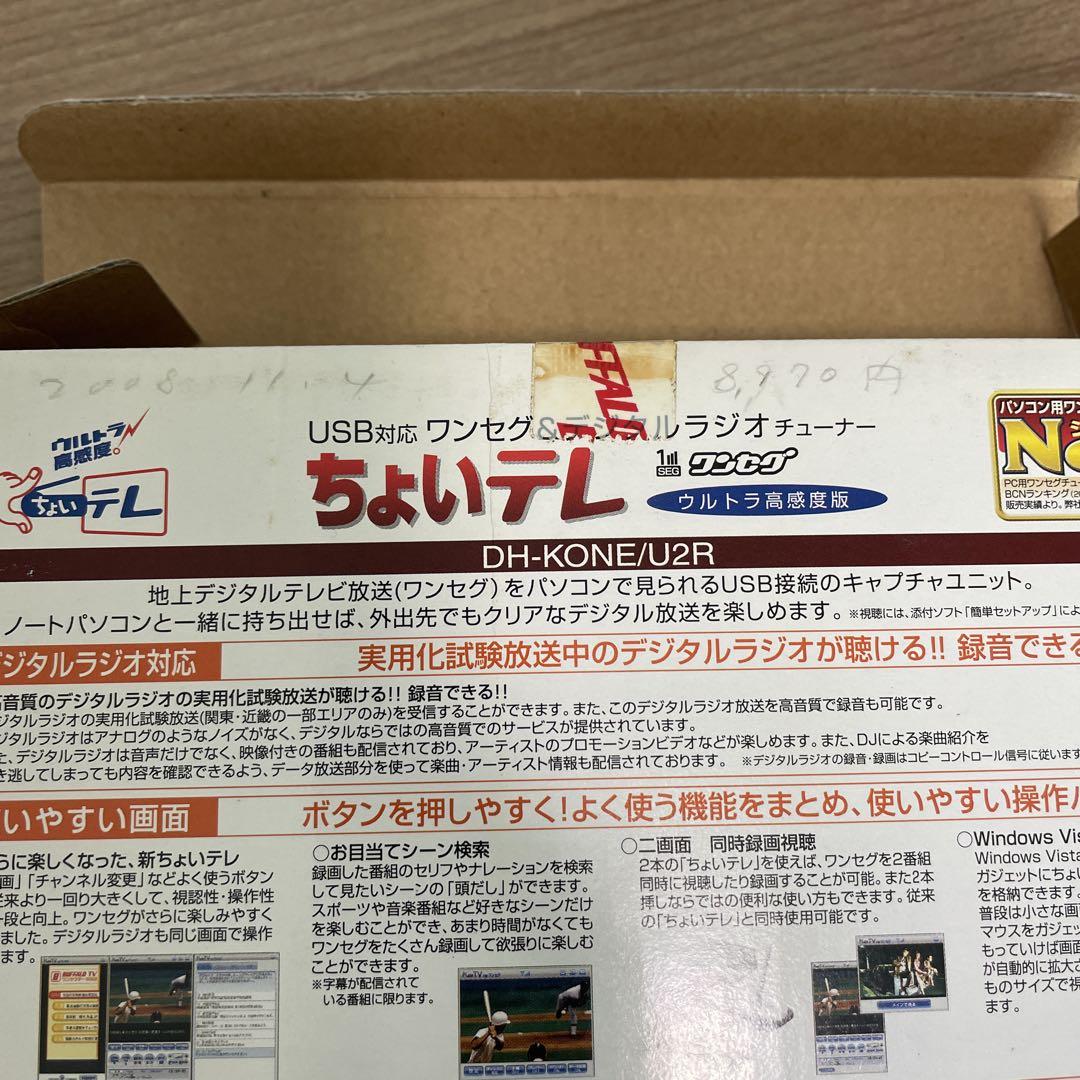 2008 11.4
8,970円
FFALO
USB対応 ワンセグ&デジタルラジオチューナー
ちょいテレ
1SEG ワンセグ
ウルトラ高感度版
ウルトラ高感度!
ちょいテレ
パソコン用ワン
No
PC用ワンセグチュー
BCNランキング(2
販売実績より。弊社
DH-KONE/U2R
地上デジタルテレビ放送(ワンセグ)をパソコンで見られるUSB接続のキャプチャユニット。
ノートパソコンと一緒に持ち出せば、外出先でもクリアなデジタル放送を楽しめます。※視聴には、添付ソフト「簡単セットアップ」によ
デジタルラジオ対応
実用化試験放送中のデジタルラジオが聴ける!! 録音できる
高音質のデジタルラジオの実用化試験放送が聴ける!! 録音できる!!
ジタルラジオの実用化試験放送(関東・近畿の一部エリアのみ)を受信することができます。また、このデジタルラジオ放送を高音質で録音も可能です。
ジタルラジオはアナログのようなノイズがなく、デジタルならではの高音質でのサービスが提供されています。
た、デジタルラジオは音声だけでなく、映像付きの番組も配信されており、アーティストのプロモーションビデオなどが楽しめます。また、DJによる楽曲紹介を
き逃してしまっても内容を確認できるよう、データ放送部分を使って楽曲・アーティスト情報も配信されております。 ※デジタルラジオの録音・録画はコピーコントロール信号に従います
いやすい画面
ボタンを押しやすく!よく使う機能をまとめ、使いやすい操作パ
らに楽しくなった、新ちょいテレ
画」「チャンネル変更」などよく使うボタン
従来より一回り大きくして、視認性・操作性
一段と向上。ワンセグがさらに楽しみやすく
ました。デジタルラジオも同じ画面で操作
ます。
○お目当てシーン検索
録画した番組のセリフやナレーションを検索
して見たいシーンの「頭だし」ができます。
スポーツや音楽番組など好きなシーンだけ
を楽しむことができ、あまり時間がなくても
ワンセグをたくさん録画して欲張りに楽しむ
ことができます。
※字幕が配信されて
いる番組に限ります。
○二画面 同時録画視聴
2本の「ちょいテレ」を使えば、ワンセグを2番組
同時に視聴したり録画することが可能。また2本
挿しならではの便利な使い方もできます。従来
の「ちょいテレ」と同時使用可能です。
○Windows Vis
Windows Vista
ガジェットにちょい
を格納できます。
普段は小さな画
マウスをガジェッ
もっていけば画面
が自動的に拡大さ
ものサイズで視
ます。
BUFFALO TV